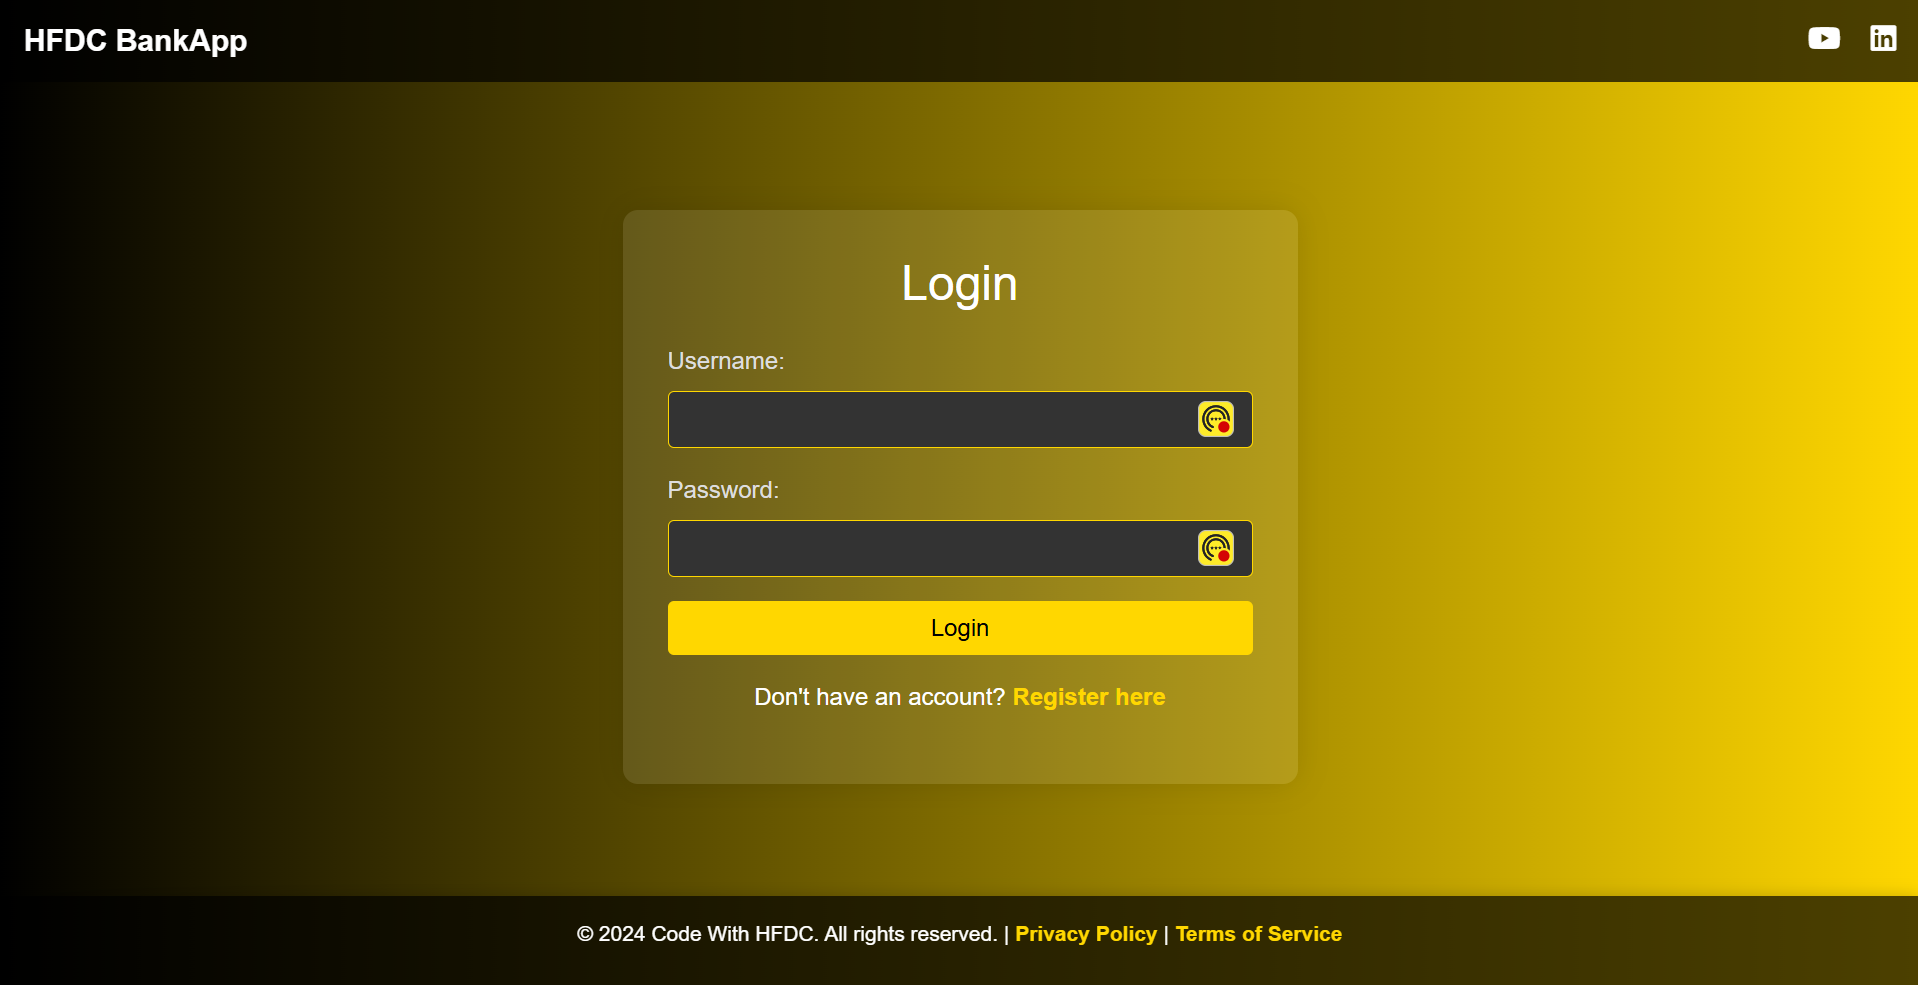 HFDC BankApp
Login
Username:
Password:
Login
Don't have an account? Register here
© 2024 Code With HFDC. All rights reserved. | Privacy Policy | Terms of Service